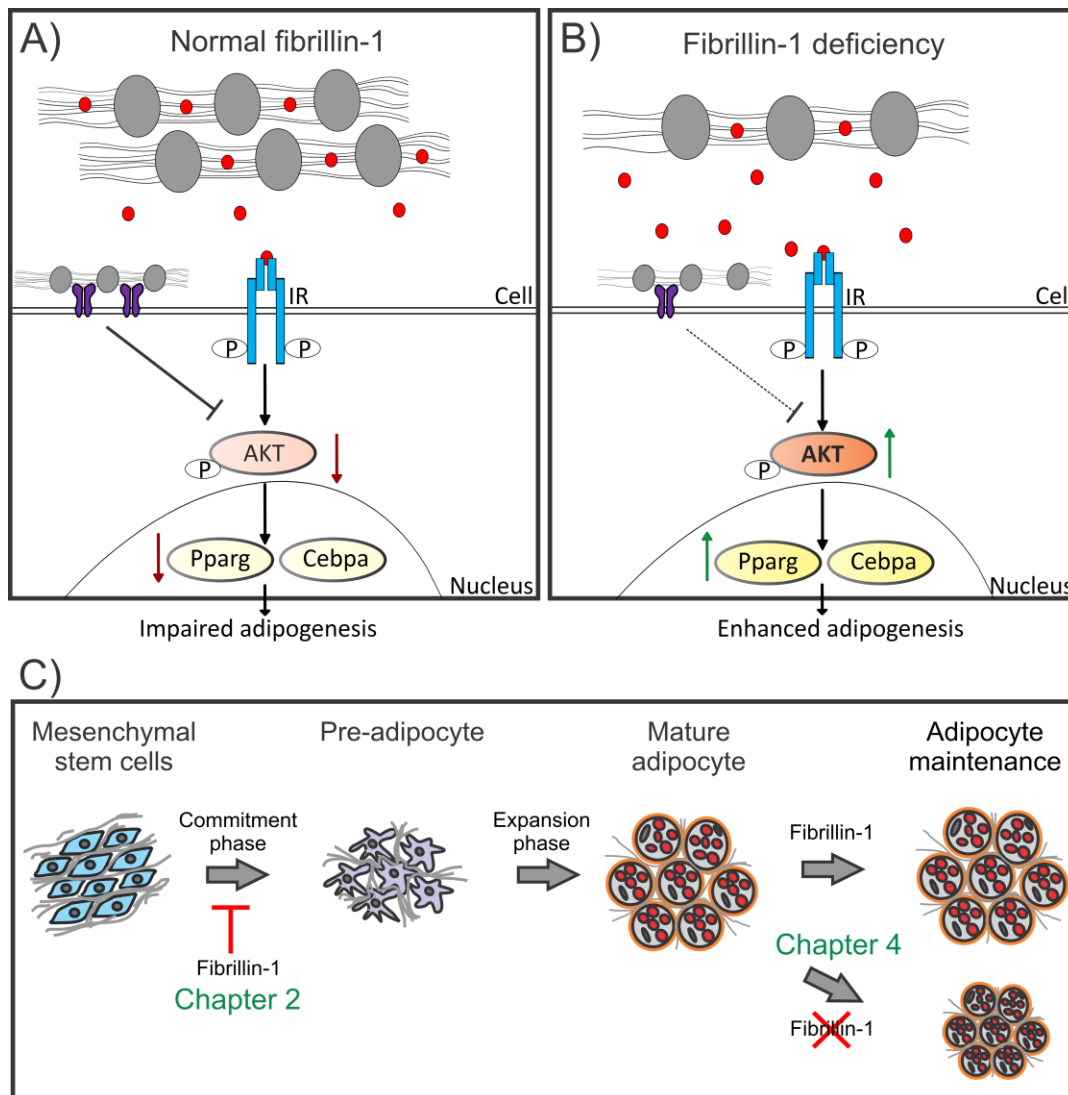 A)
Normal fibrillin-1
IR
Cell
P
P
AKT
P
Pparg
Cebpa
Nucleus
Impaired adipogenesis
B)
Fibrillin-1 deficiency
IR
Cell
P
P
AKT
P
Pparg
Cebpa
Nucleus
Enhanced adipogenesis
C)
Mesenchymal
stem cells
Pre-adipocyte
Mature
adipocyte
Adipocyte
maintenance
Commitment
phase
Expansion
phase
Fibrillin-1
Fibrillin-1
Chapter 2
Chapter 4
Fibrillin-1